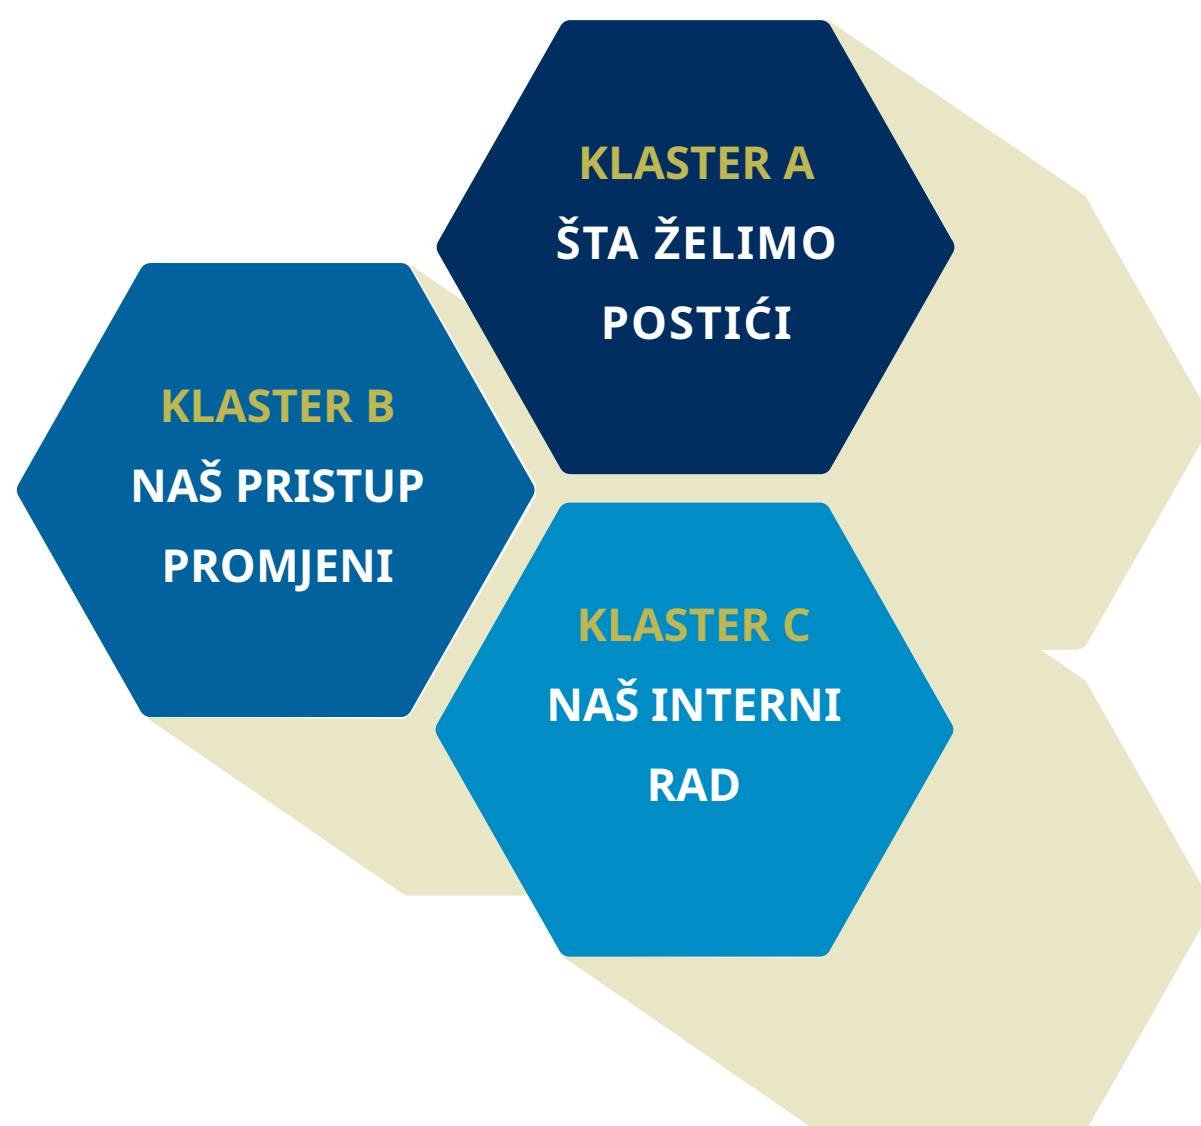 KLASTER A
ŠTA ŽELIMO
POSTIĆI
KLASTER B
NAŠ PRISTUP
PROMJENI
KLASTER C
NAŠ INTERNI
RAD